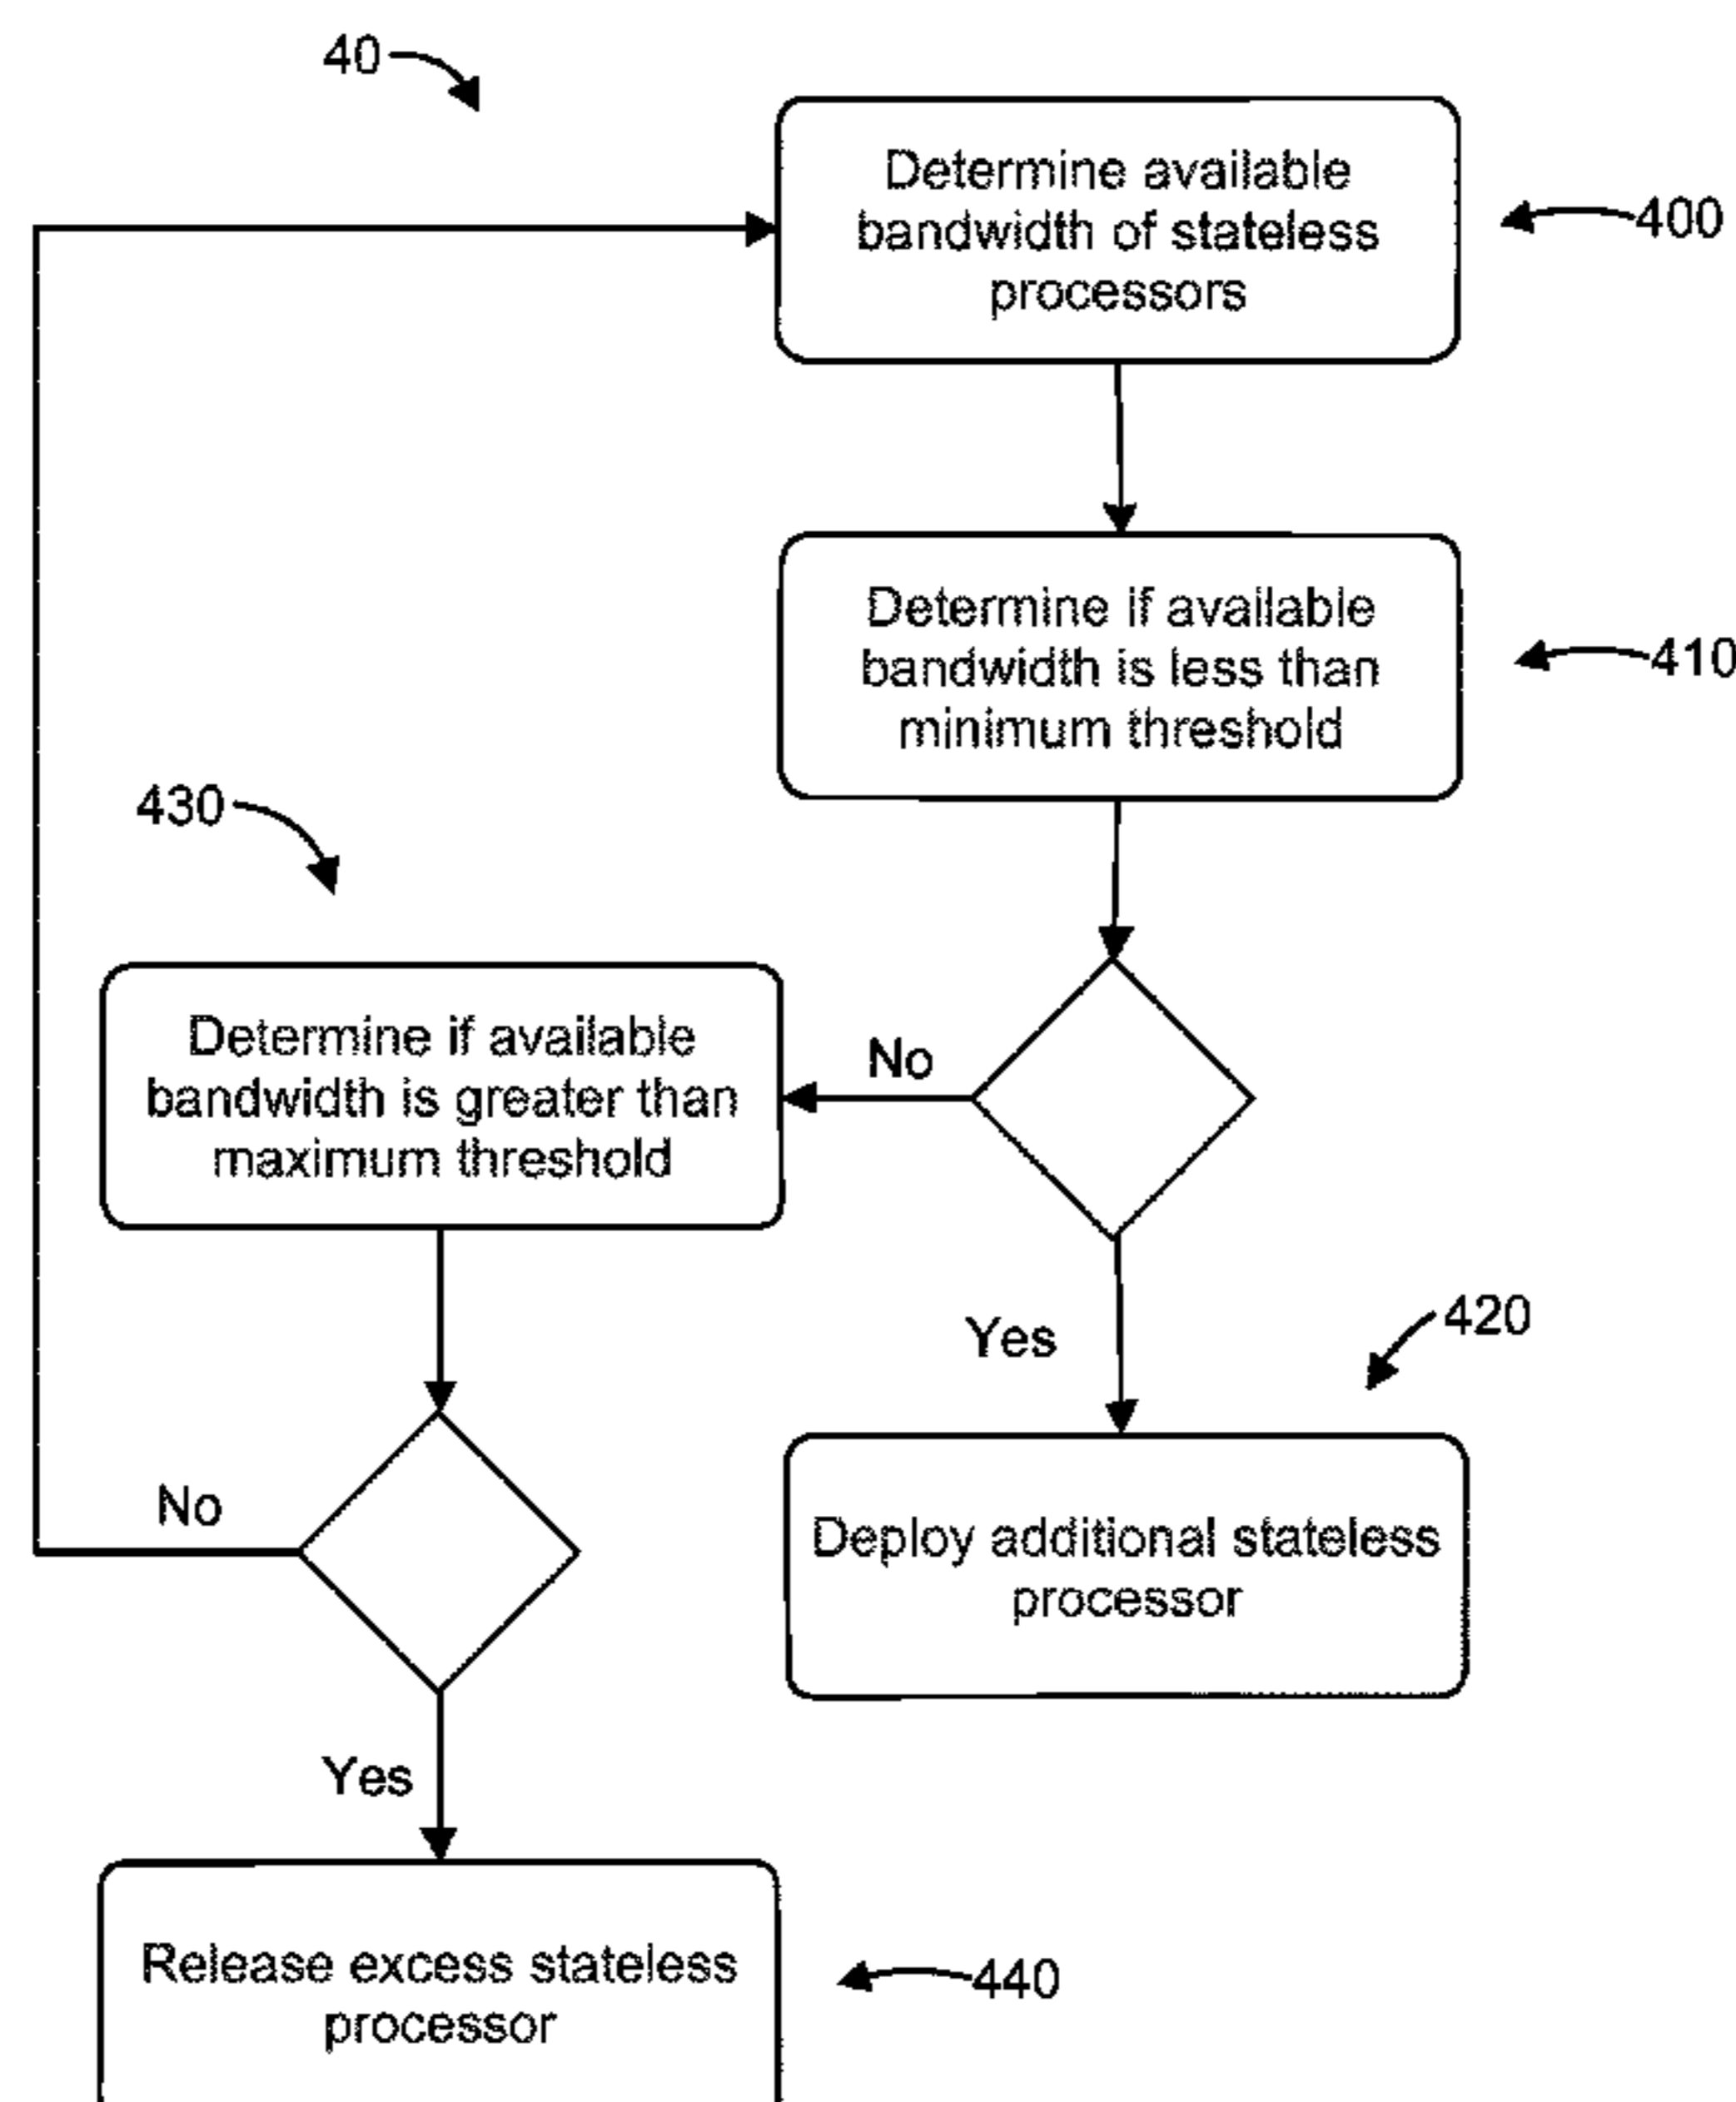 40
Determine available
bandwidth of stateless
processors
400
Determine if available
bandwidth is less than
minimum threshold
410
430
Determine if available
bandwidth is greater than
maximum threshold
No
Yes
420
Deploy additional stateless
processor
No
Yes
Release excess stateless
processor
440